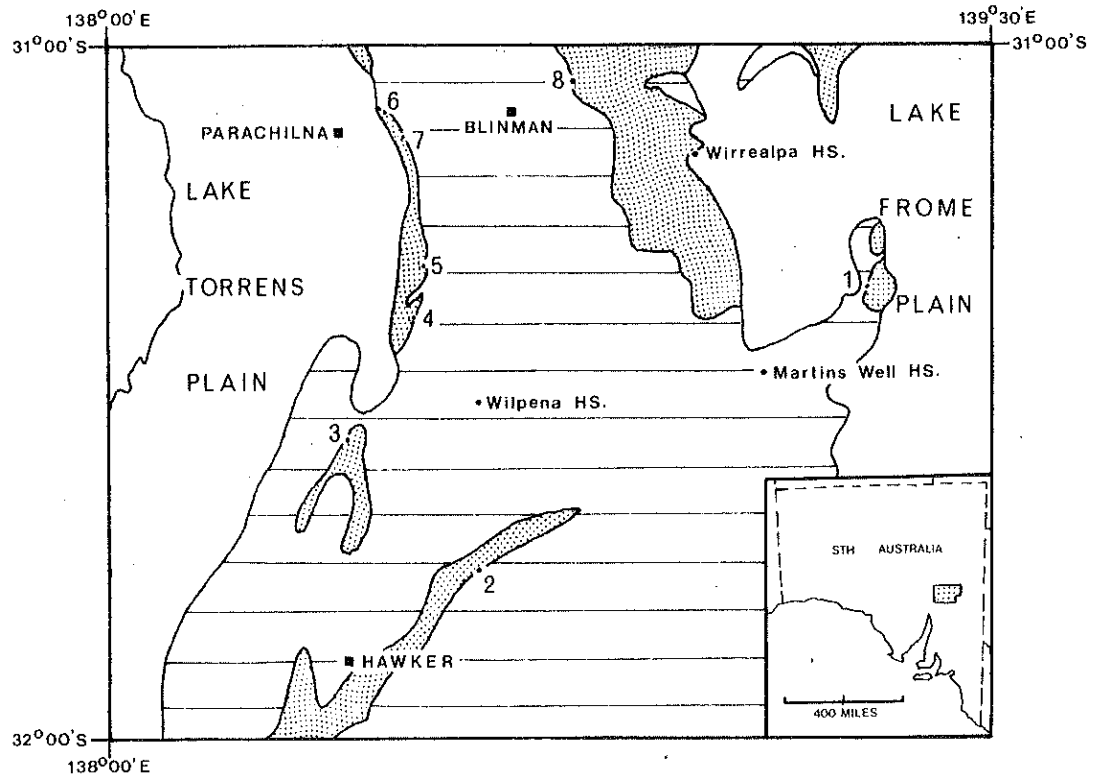 138°00'E
139°30'E
31°00'S
31°00'S
8
6
PARACHILNA
BLINMAN
7
LAKE
Wirrealpa HS.
LAKE
FROME
5
1
TORRENS
PLAIN
4
PLAIN
Martins Well HS.
Wilpena HS.
3
STH AUSTRALIA
2
HAWKER
400 MILES
32°00'S
138°00'E